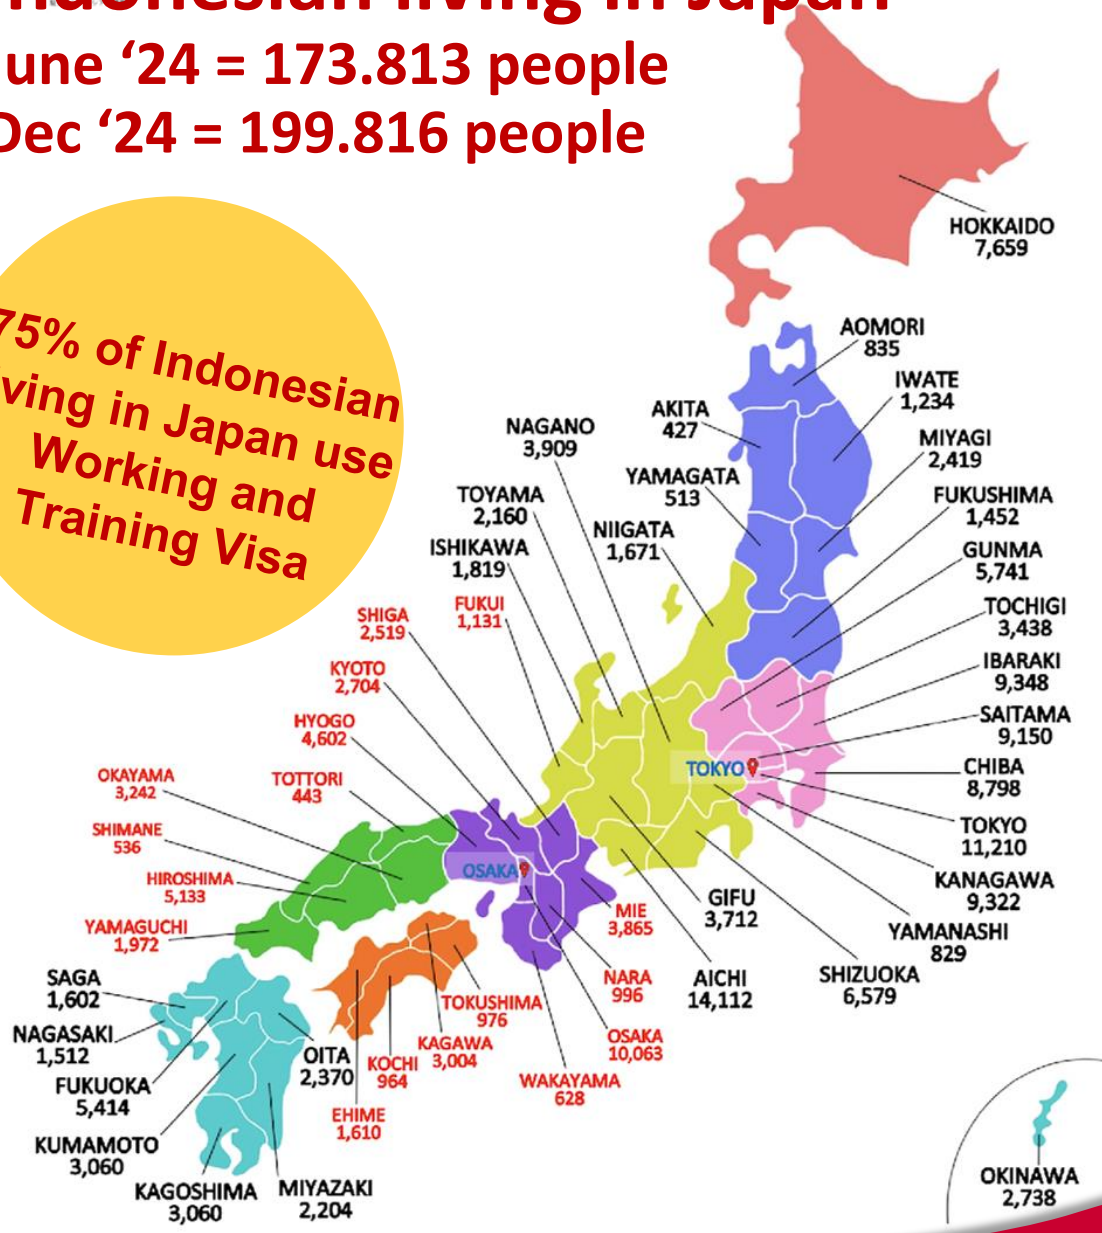 Indonesian living in Japan
une ‘24 = 173.813 people
Dec ‘24 = 199.816 people
75% of Indonesian
ving in Japan use
Working and
Training Visa
HOKKAIDO
7,659
AOMORI
835
IWATE
1,234
AKITA
427
MIYAGI
2,419
NAGANO
3,909
YAMAGATA
513
FUKUSHIMA
1,452
TOYAMA
2,160
NIIGATA
1,671
ISHIKAWA
1,819
GUNMA
5,741
FUKUI
1,131
TOCHIGI
3,438
SHIGA
2,519
IBARAKI
9,348
KYOTO
2,704
SAITAMA
9,150
HYOGO
4,602
TOKYO
CHIBA
8,798
OKAYAMA
3,242
TOTTORI
443
TOKYO
11,210
SHIMANE
536
OSAKA
HIROSHIMA
5,133
KANAGAWA
9,322
GIFU
3,712
MIE
3,865
YAMAGUCHI
1,972
YAMANASHI
829
SAGA
1,602
NARA
996
AICHI
14,112
SHIZUOKA
6,579
TOKUSHIMA
976
NAGASAKI
1,512
OSAKA
10,063
KAGAWA
3,004
OITA
2,370
KOCHI
964
FUKUOKA
5,414
WAKAYAMA
628
EHIME
1,610
KUMAMOTO
3,060
KAGOSHIMA
3,060
MIYAZAKI
2,204
OKINAWA
2,738